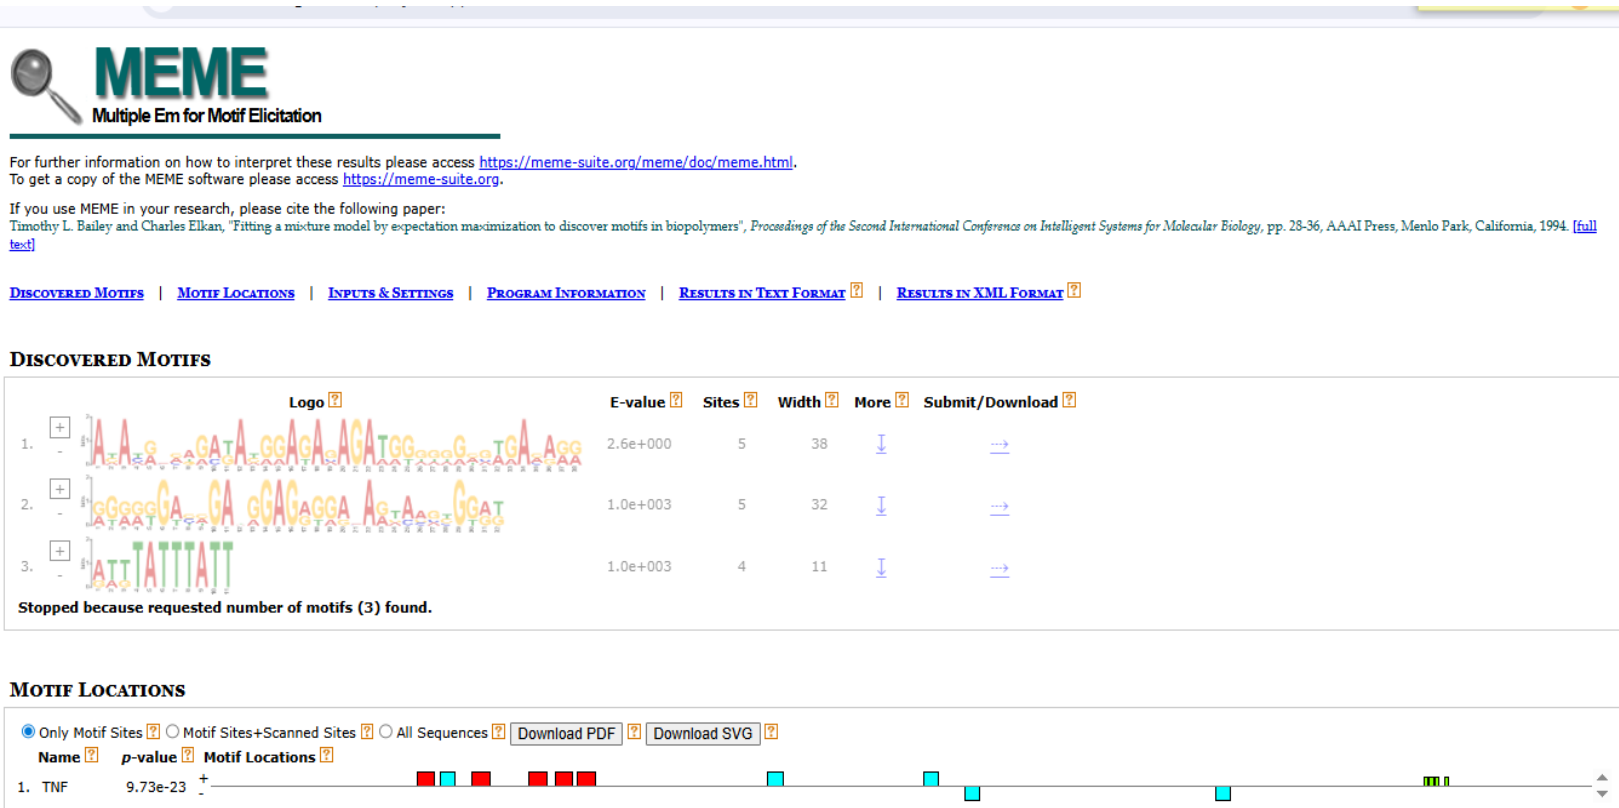 MEME
Multiple Em for Motif Elicitation
For further information on how to interpret these results please access https://meme-suite.org/meme/doc/meme.html.
To get a copy of the MEME software please access https://meme-suite.org.
If you use MEME in your research, please cite the following paper:
Timothy L. Bailey and Charles Elkan, "Fitting a mixture model by expectation maximization to discover motifs in biopolymers", Proceedings of the Second International Conference on Intelligent Systems for Molecular Biology, pp. 28-36, AAAI Press, Menlo Park, California, 1994. [full
text]
DISCOVERED MOTIFS | MOTIF LOCATIONS | INPUTS & SETTINGS | PROGRAM INFORMATION | RESULTS IN TEXT FORMAT ? | RESULTS IN XML FORMAT ?
DISCOVERED MOTIFS
Logo ? E-value ? Sites ? Width ? More ? Submit/Download ?
1. + - 2.6e+000 5 38
2. + - 1.0e+003 5 32
3. + - TATTTATT 1.0e+003 4 11
Stopped because requested number of motifs (3) found.
MOTIF LOCATIONS
Only Motif Sites ? Motif Sites+Scanned Sites ? All Sequences ? Download PDF ? Download SVG ?
Name ? p-value ? Motif Locations ?
1. TNF 9.73e-23 + -